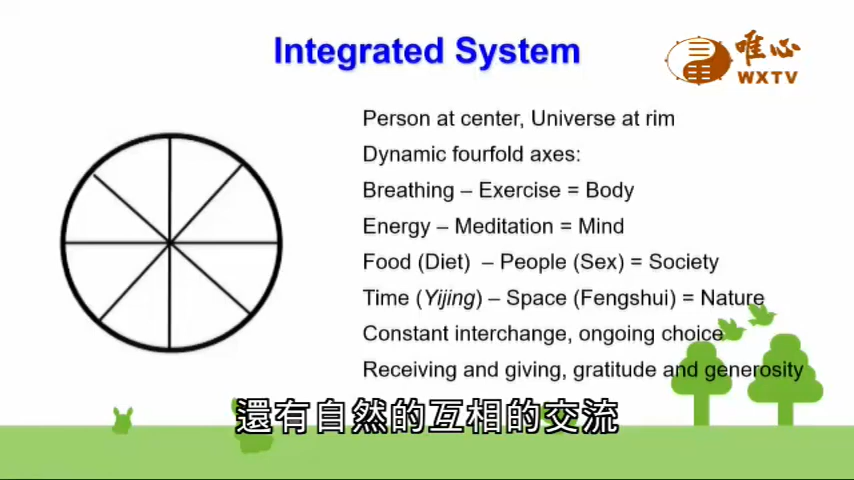 Integrated System
唯心
WXTV
Person at center, Universe at rim
Dynamic fourfold axes:
Breathing – Exercise = Body
Energy – Meditation = Mind
Food (Diet) – People (Sex) = Society
Time (Yijing) – Space (Fengshui) = Nature
Constant interchange, ongoing choice
Receiving and giving, gratitude and generosity
還有自然的互相的交流